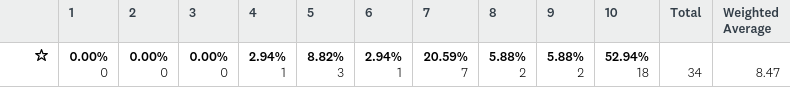 1 2 3 4 5 6 7 8 9 10 Total Weighted
Average
0.00% 0.00% 0.00% 2.94% 8.82% 2.94% 20.59% 5.88% 5.88% 52.94%
0 0 0 1 3 1 7 2 2 18 34 8.47